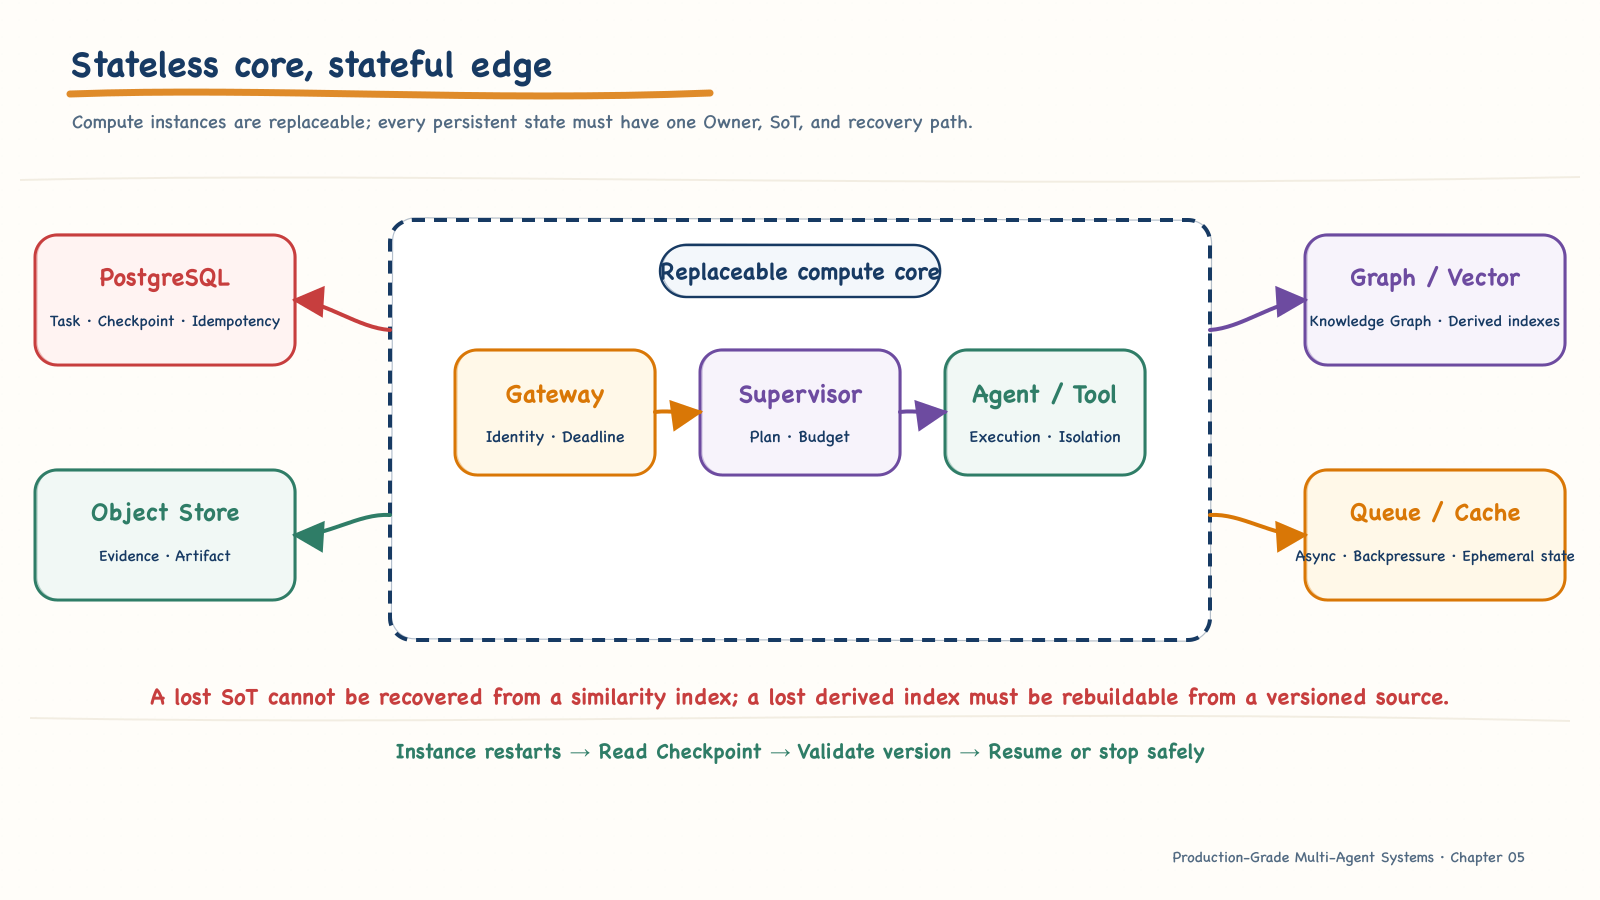 Stateless core, stateful edge
Compute instances are replaceable; every persistent state must have one Owner, SoT, and recovery path.
PostgreSQL
Task · Checkpoint · Idempotency
Object Store
Evidence · Artifact
Replaceable compute core
Gateway
Identity · Deadline
Supervisor
Plan · Budget
Agent / Tool
Execution · Isolation
Graph / Vector
Knowledge Graph · Derived indexes
Queue / Cache
Async · Backpressure · Ephemeral state
A lost SoT cannot be recovered from a similarity index; a lost derived index must be rebuildable from a versioned source.
Instance restarts → Read Checkpoint → Validate version → Resume or stop safely
Production-Grade Multi-Agent Systems · Chapter 05